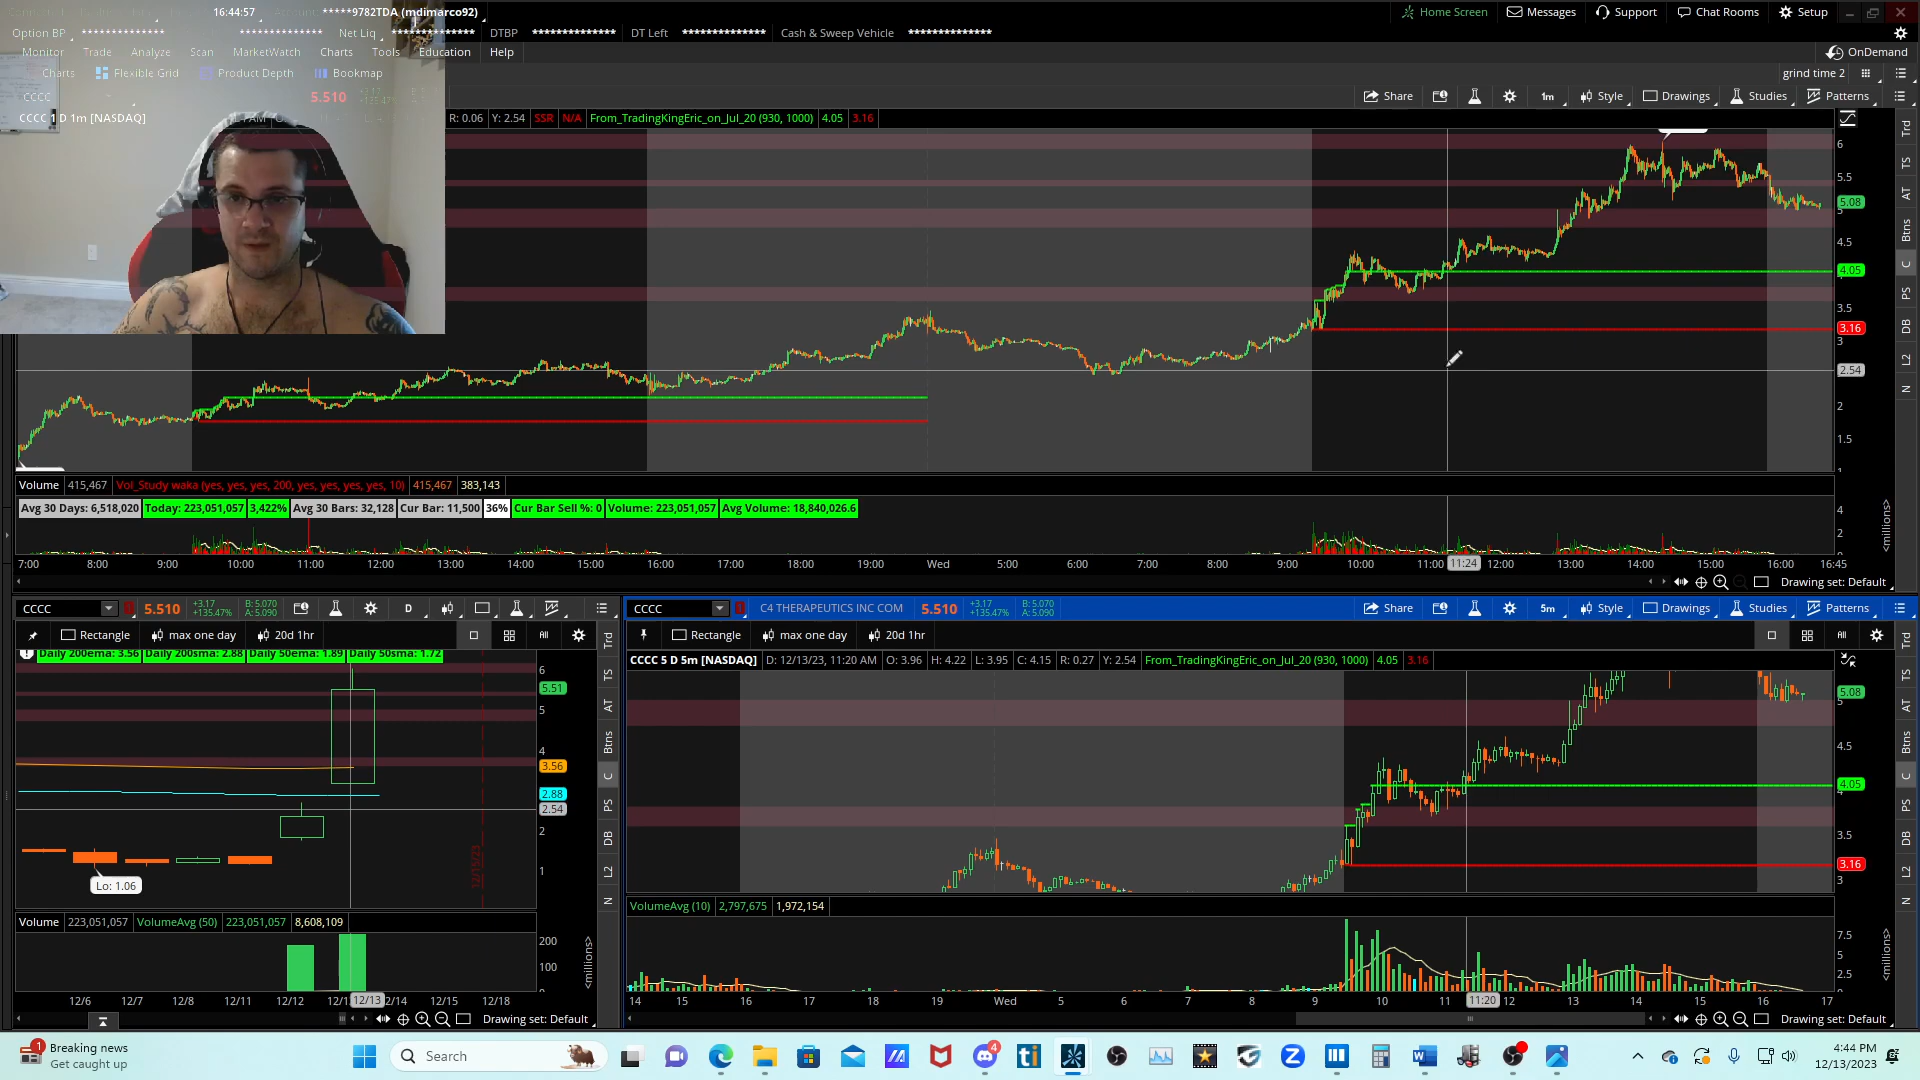 16:44:57 *****9782TDA (mdimarco92) Home Screen Messages Support Chat Rooms Setup
Option BP ************** ************** Net Liq ************** DTBP ************** DT Left ************** Cash & Sweep Vehicle **************
Monitor Trade Analyze Scan MarketWatch Charts Tools Education Help OnDemand
Charts Flexible Grid Product Depth Bookmap grind time 2
CCCC 5.510 +3.17 +135.47% Share 1m Style Drawings Studies Patterns
CCCC 1 D 1m [NASDAQ] R: 0.06 Y: 2.54 SSR N/A From_TradingKingEric_on_Jul_20 (930, 1000) 4.05 3.16
6
5.5
5.08
5
4.5
4.05
3.5
3.16
3
2.54
2
1.5
Trd
TS
AT
Btns
C
PS
DB
L2
N
Volume 415,467 Vol_Study waka (yes, yes, yes, 200, yes, yes, yes, yes, 10) 415,467 383,143
Avg 30 Days: 6,518,020 Today: 223,051,057 3,422% Avg 30 Bars: 32,128 Cur Bar: 11,500 36% Cur Bar Sell %: 0 Volume: 223,051,057 Avg Volume: 18,840,026.6
4
2
<millions>
7:00 8:00 9:00 10:00 11:00 12:00 13:00 14:00 15:00 16:00 17:00 18:00 19:00 Wed 5:00 6:00 7:00 8:00 9:00 10:00 11:00 11:24 12:00 13:00 14:00 15:00 16:00 16:45
Drawing set: Default
CCCC 5.510 +3.17 +135.47% B: 5.070 A: 5.090 D
Rectangle max one day 20d 1hr All
Daily 200ema: 3.56 Daily 200sma: 2.88 Daily 50ema: 1.89 Daily 50sma: 1.72
6
5.51
5
4
3.56
2.88
2.54
2
1
Lo: 1.06
12/15/23
Trd
TS
AT
Btns
C
PS
DB
L2
N
Volume 223,051,057 VolumeAvg (50) 223,051,057 8,608,109
200
100
<millions>
12/6 12/7 12/8 12/11 12/12 12/13 12/14 12/15 12/18
Drawing set: Default
CCCC C4 THERAPEUTICS INC COM 5.510 +3.17 +135.47% B: 5.070 A: 5.090 Share 5m Style Drawings Studies Patterns
Rectangle max one day 20d 1hr All
CCCC 5 D 5m [NASDAQ] D: 12/13/23, 11:20 AM O: 3.96 H: 4.22 L: 3.95 C: 4.15 R: 0.27 Y: 2.54 From_TradingKingEric_on_Jul_20 (930, 1000) 4.05 3.16
5.08
5
4.5
4.05
3.5
3.16
3
Trd
TS
AT
Btns
C
PS
DB
L2
N
VolumeAvg (10) 2,797,675 1,972,154
7.5
5
2.5
<millions>
14 15 16 17 18 19 Wed 5 6 7 8 9 10 11 11:20 12 13 14 15 16 17
Drawing set: Default
1 Breaking news
Get caught up
Search
4
ti
4:44 PM
12/13/2023